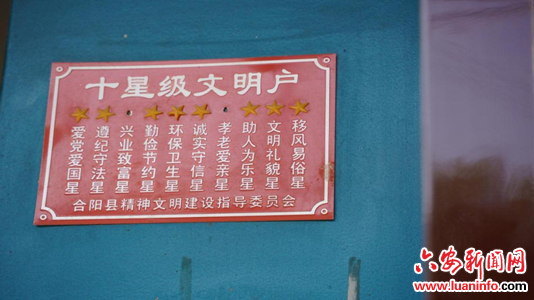 十星级文明户
爱党爱国星
遵纪守法星
兴业致富星
勤俭节约星
环保卫生星
诚实守信星
孝老爱亲星
助人为乐星
文明礼貌星
移风易俗星
合阳县精神文明建设指导委员会
六安新闻网
www.luaninfo.com